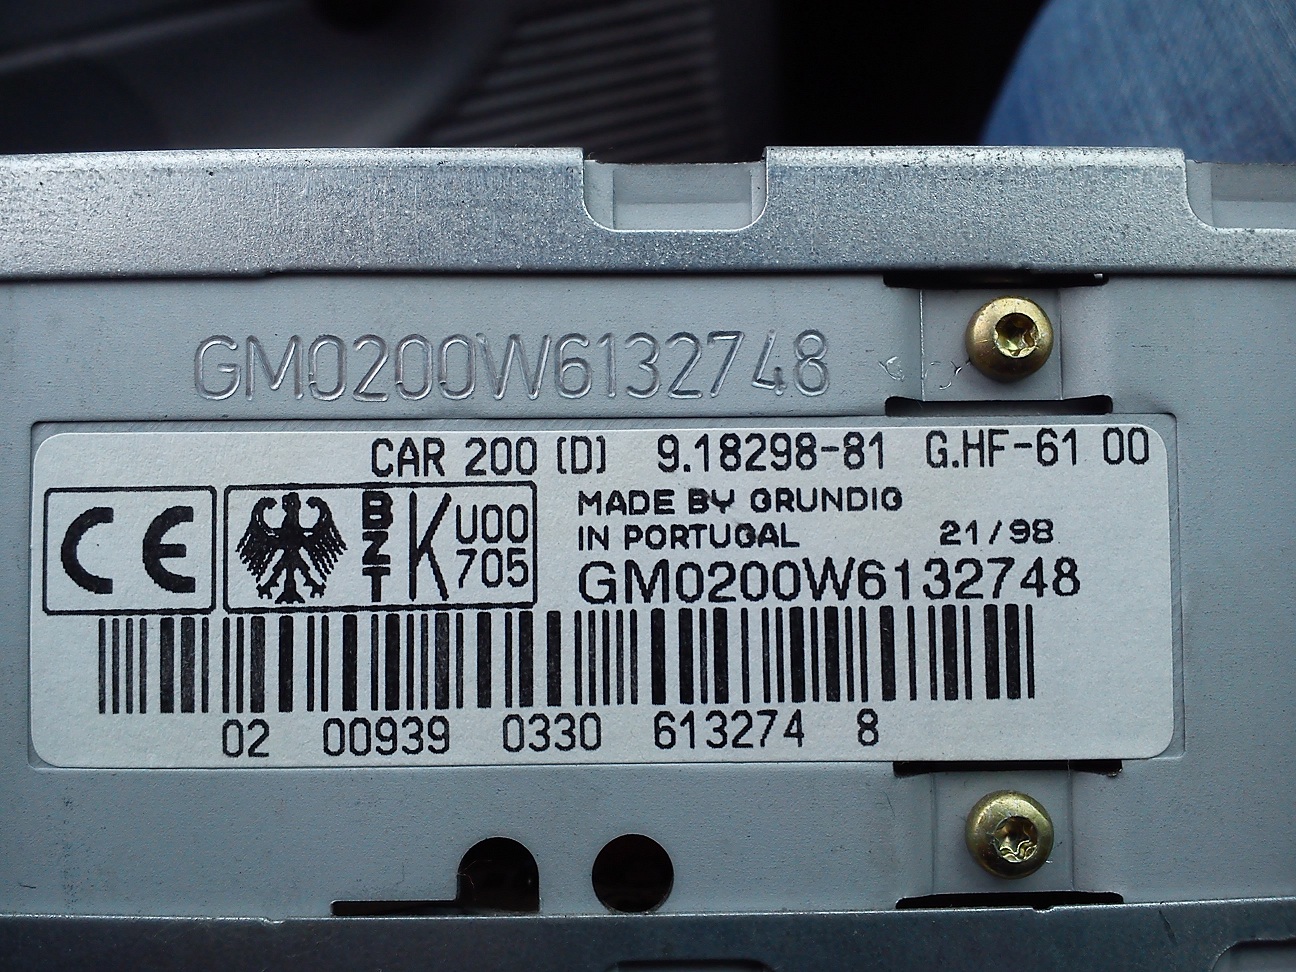 GM0200W6132748
CAR 200 (D) 9.18298-81 G.HF-61 00
CE
BZT
K U00 705
MADE BY GRUNDIG
IN PORTUGAL 21/98
GM0200W6132748
02 00939 0330 613274 8